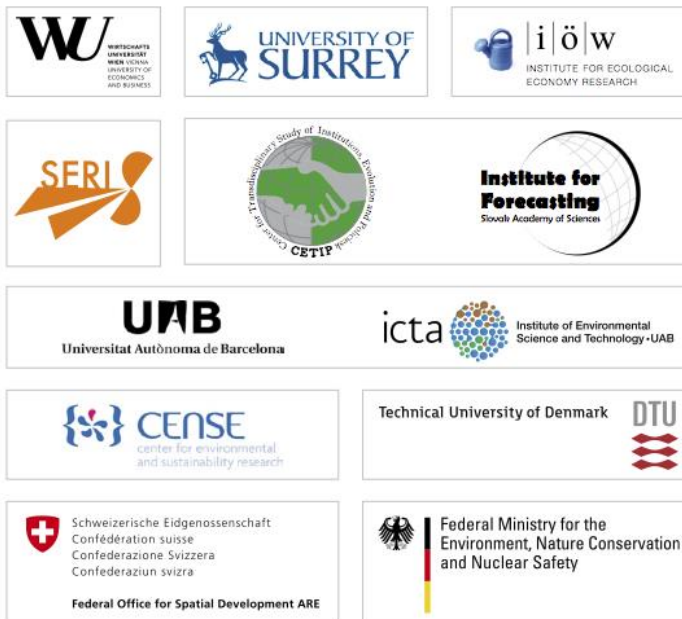 WU
WIRTSCHAFTS
UNIVERSITÄT
WIEN VIENNA
UNIVERSITY OF
ECONOMICS
AND BUSINESS
UNIVERSITY OF
SURREY
i|ö|w
INSTITUTE FOR ECOLOGICAL
ECONOMY RESEARCH
SERI
Center for Transdisciplinary Study of Institutions, Evolution and Policies
CETIP
Institute for
Forecasting
Slovak Academy of Sciences
UAB
Universitat Autònoma de Barcelona
icta
Institute of Environmental
Science and Technology·UAB
CENSE
center for environmental
and sustainability research
Technical University of Denmark
DTU
Schweizerische Eidgenossenschaft
Confédération suisse
Confederazione Svizzera
Confederaziun svizra
Federal Office for Spatial Development ARE
Federal Ministry for the
Environment, Nature Conservation
and Nuclear Safety